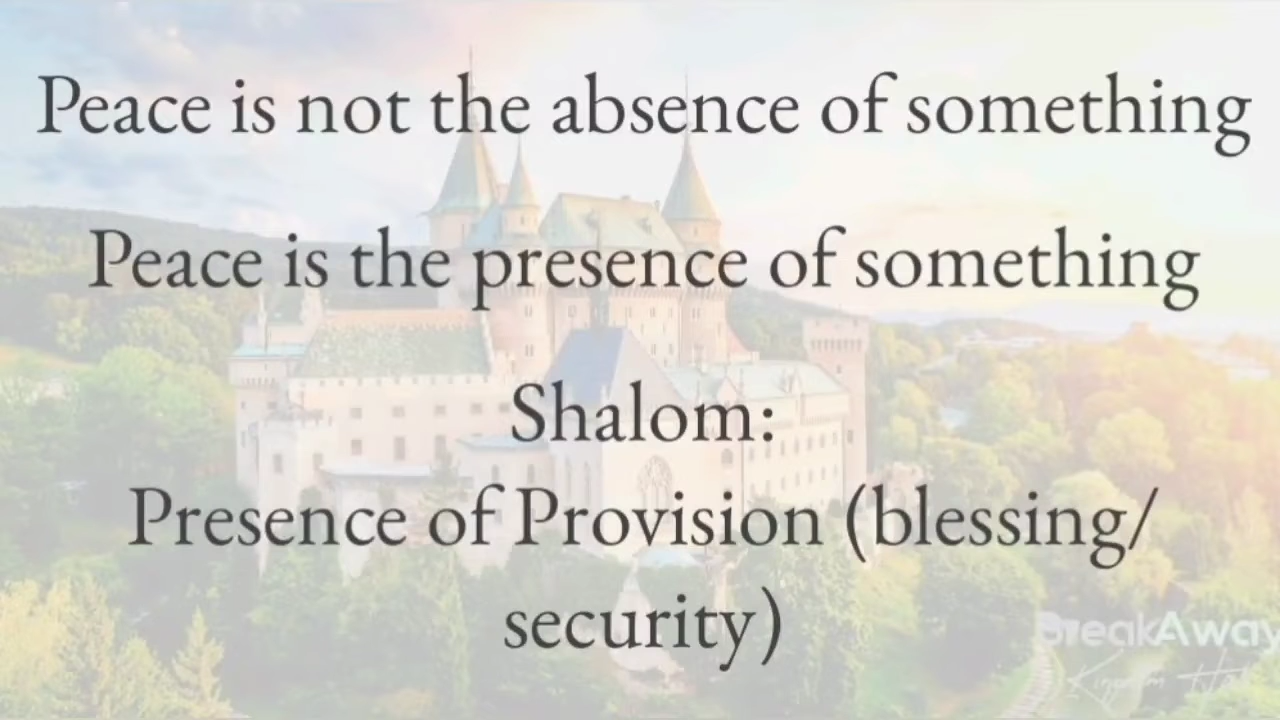 Peace is not the absence of something
Peace is the presence of something
Shalom:
Presence of Provision (blessing/
security)
BreakAway
Kingdom